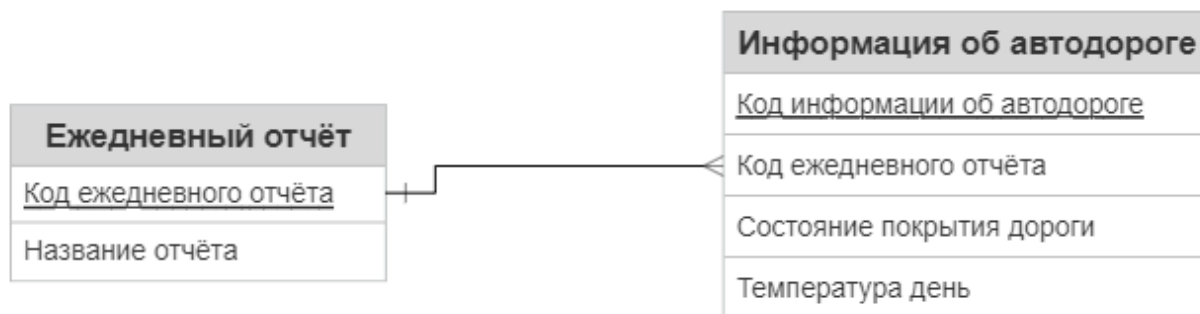 Ежедневный отчёт
Код ежедневного отчёта
Название отчёта
Информация об автодороге
Код информации об автодороге
Код ежедневного отчёта
Состояние покрытия дороги
Температура день